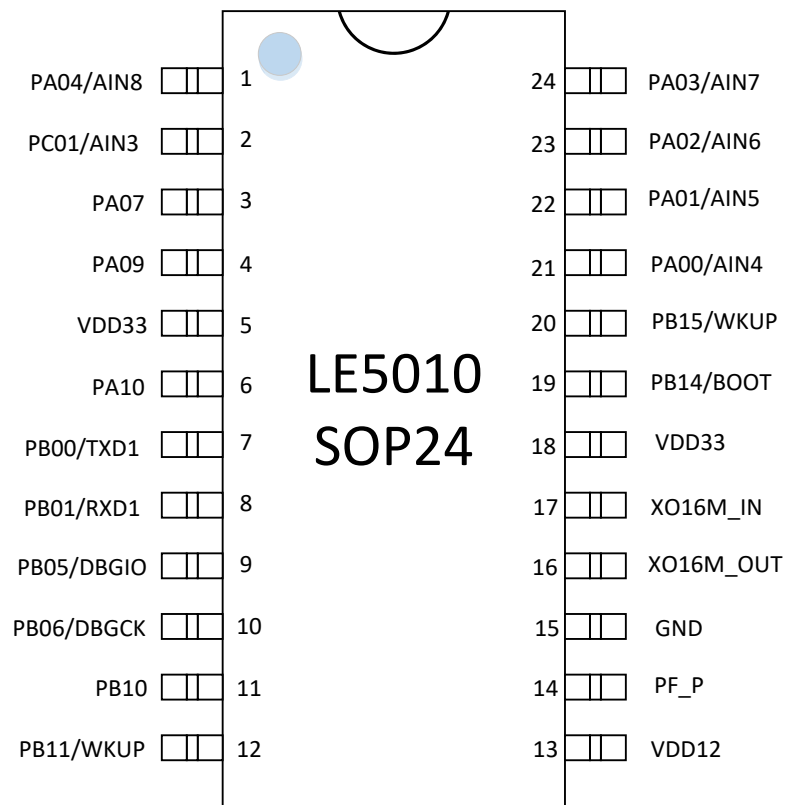 PA04/AIN8 1 24 PA03/AIN7
PC01/AIN3 2 23 PA02/AIN6
PA07 3 22 PA01/AIN5
PA09 4 21 PA00/AIN4
VDD33 5 20 PB15/WKUP
PA10 6 19 PB14/BOOT
LE5010
SOP24
PB00/TXD1 7 18 VDD33
PB01/RXD1 8 17 XO16M_IN
PB05/DBGIO 9 16 XO16M_OUT
PB06/DBGCK 10 15 GND
PB10 11 14 PF_P
PB11/WKUP 12 13 VDD12